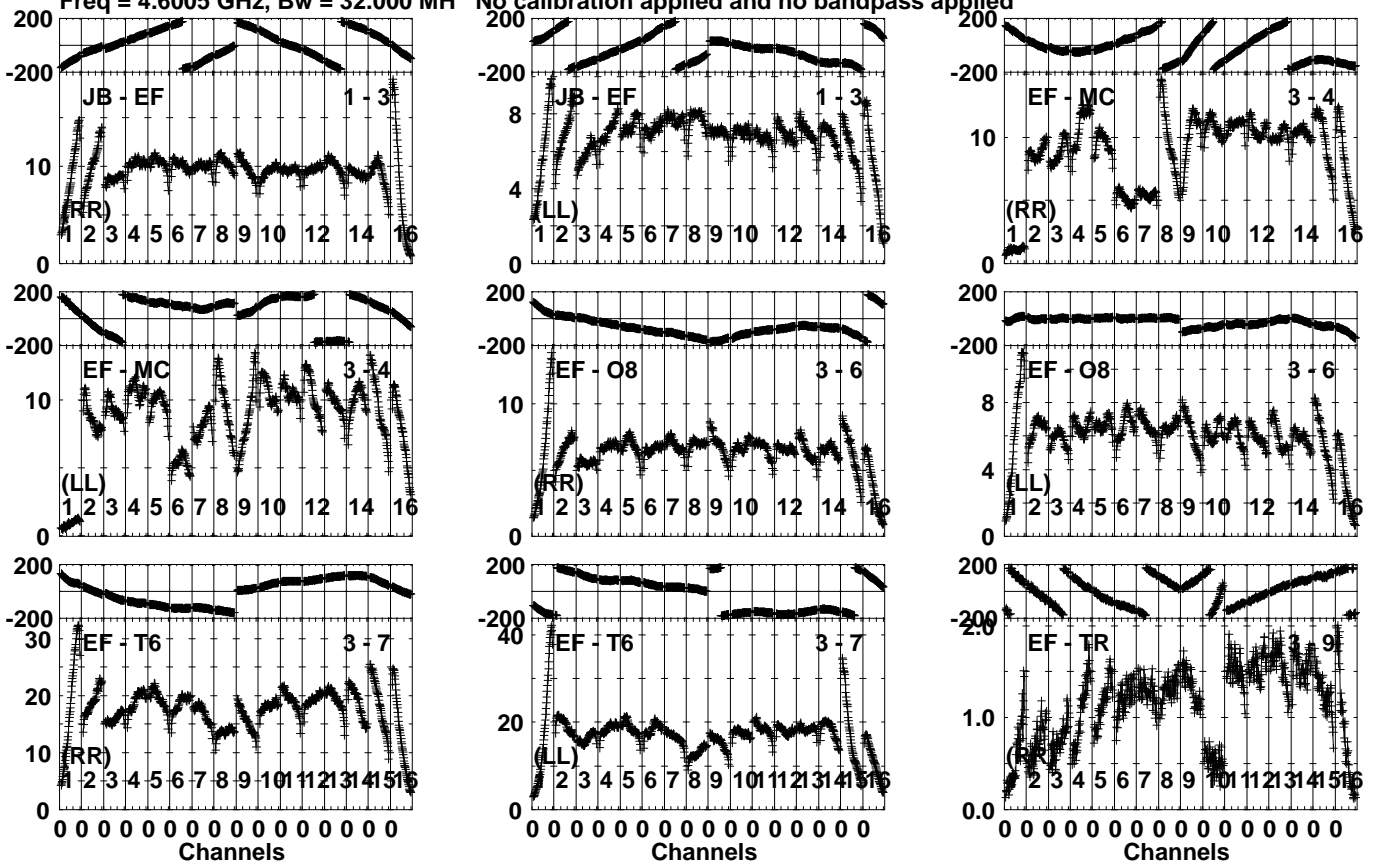 Freq = 4.6005 GHz, Bw = 32.000 MH No calibration applied and no bandpass applied
200 200 200
-200 -200 -200
JB - EF 1 - 3 JB - EF 1 - 3 EF - MC 3 - 4
8
10 10
4
(RR) (LL) (RR)
1 2 3 4 5 6 7 8 9 10 12 14 16 1 2 3 4 5 6 7 8 9 10 12 14 16 1 2 3 4 5 6 7 8 9 10 12 14 16
0 0 0
200 200 200
-200 -200 -200
EF - MC 3 - 4 EF - O8 3 - 6 EF - O8 3 - 6
10 10 8
4
(LL) (RR) (LL)
1 2 3 4 5 6 7 8 9 10 12 14 16 1 2 3 4 5 6 7 8 9 10 12 14 16 1 2 3 4 5 6 7 8 9 10 12 14 16
0 0 0
200 200 200
-200 -200 -200
30 EF - T6 3 - 7 40 EF - T6 3 - 7 2.0 EF - TR 3 - 9
20 20 1.0
10
(RR) (LL) (RR)
1 2 3 4 5 6 7 8 9 10 11 12 13 14 15 16 2 3 4 5 6 7 8 9 10 11 12 13 14 15 16 2 3 4 5 6 7 8 9 10 11 12 13 14 15 16
0 0 0.0
0 0 0 0 0 0 0 0 0 0 0 0 0 0 0 0 0 0 0 0 0 0 0 0 0 0 0 0 0 0 0 0 0 0 0 0 0 0 0 0 0 0 0 0 0 0 0 0
Channels Channels Channels